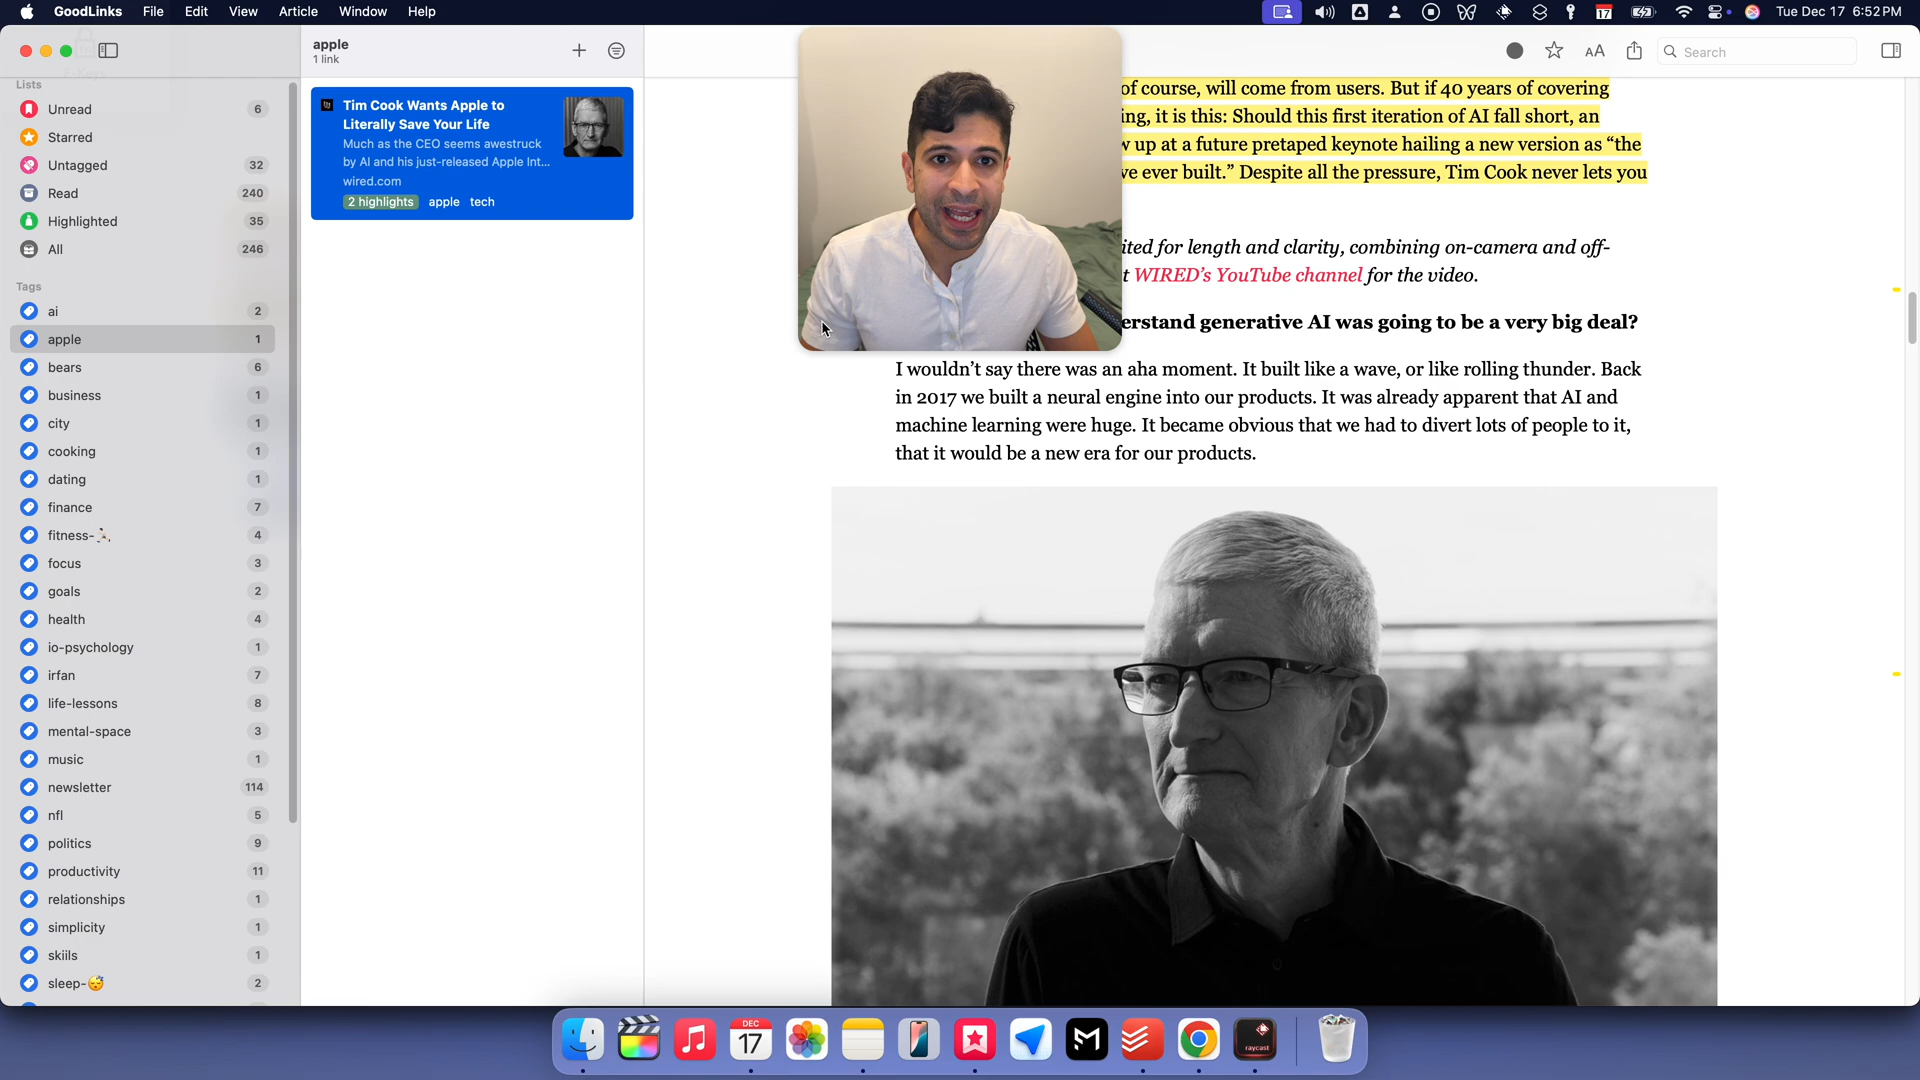 GoodLinks File Edit View Article Window Help
17
Tue Dec 17 6:52 PM
apple
1 link
AA
Search
Lists
Unread 6
Starred
Untagged 32
Read 240
Highlighted 35
All 246
Tags
ai 2
apple 1
bears 6
business 1
city 1
cooking 1
dating 1
finance 7
fitness-⛹🏻 4
focus 3
goals 2
health 4
io-psychology 1
irfan 7
life-lessons 8
mental-space 3
music 1
newsletter 114
nfl 5
politics 9
productivity 11
relationships 1
simplicity 1
skiils 1
sleep-😴 2
Tim Cook Wants Apple to
Literally Save Your Life
Much as the CEO seems awestruck
by AI and his just-released Apple Int...
wired.com
2 highlights apple tech
of course, will come from users. But if 40 years of covering
ing, it is this: Should this first iteration of AI fall short, an
w up at a future pretaped keynote hailing a new version as “the
ve ever built.” Despite all the pressure, Tim Cook never lets you
ited for length and clarity, combining on-camera and off-
t WIRED’s YouTube channel for the video.
erstand generative AI was going to be a very big deal?
I wouldn’t say there was an aha moment. It built like a wave, or like rolling thunder. Back
in 2017 we built a neural engine into our products. It was already apparent that AI and
machine learning were huge. It became obvious that we had to divert lots of people to it,
that it would be a new era for our products.
DEC
17
raycast